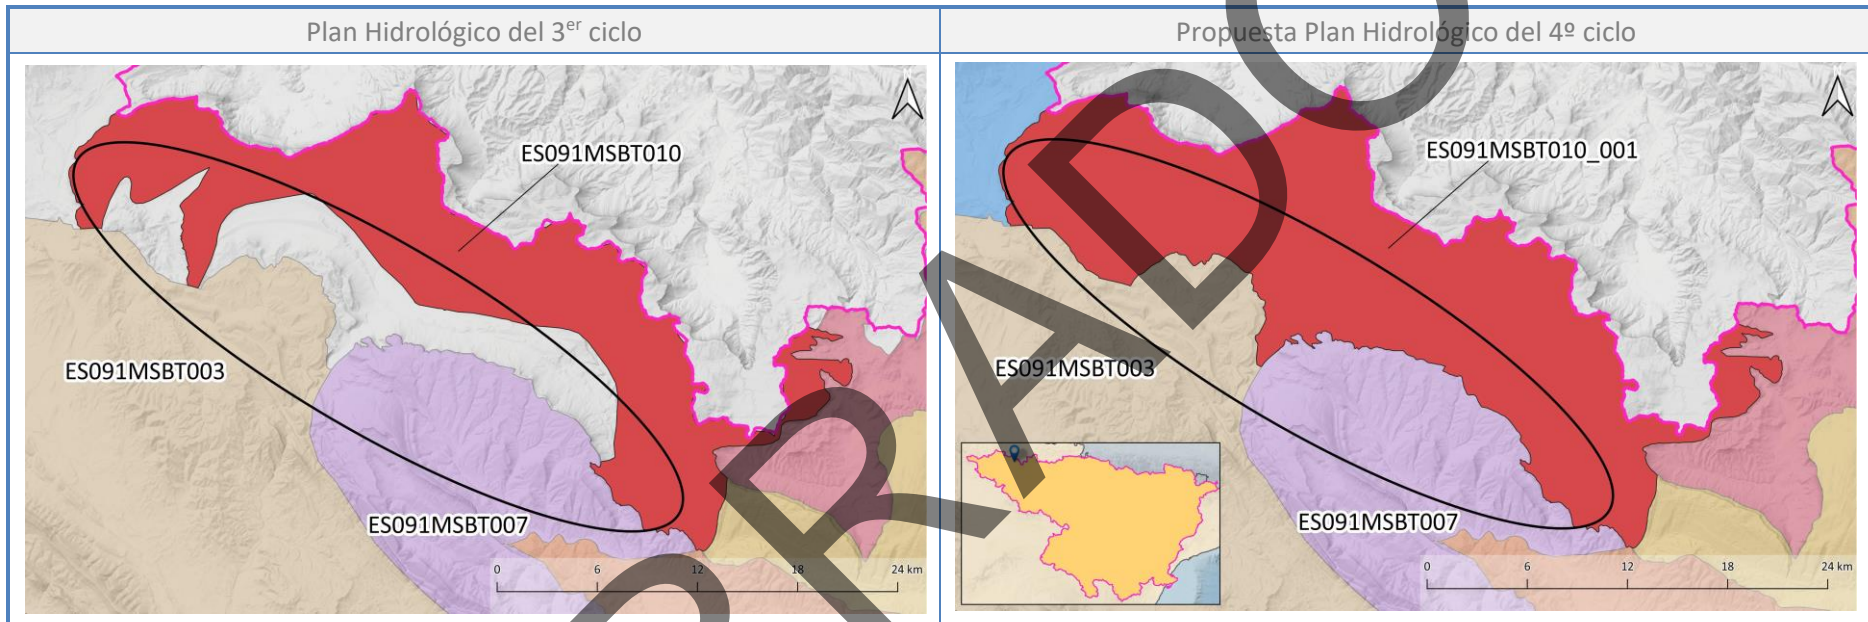 Plan Hidrológico del 3er ciclo
Propuesta Plan Hidrológico del 4º ciclo
ES091MSBT010
ES091MSBT003
ES091MSBT007
0 6 12 18 24 km
ES091MSBT010_001
ES091MSBT003
ES091MSBT007
0 6 12 18 24 km
RADO